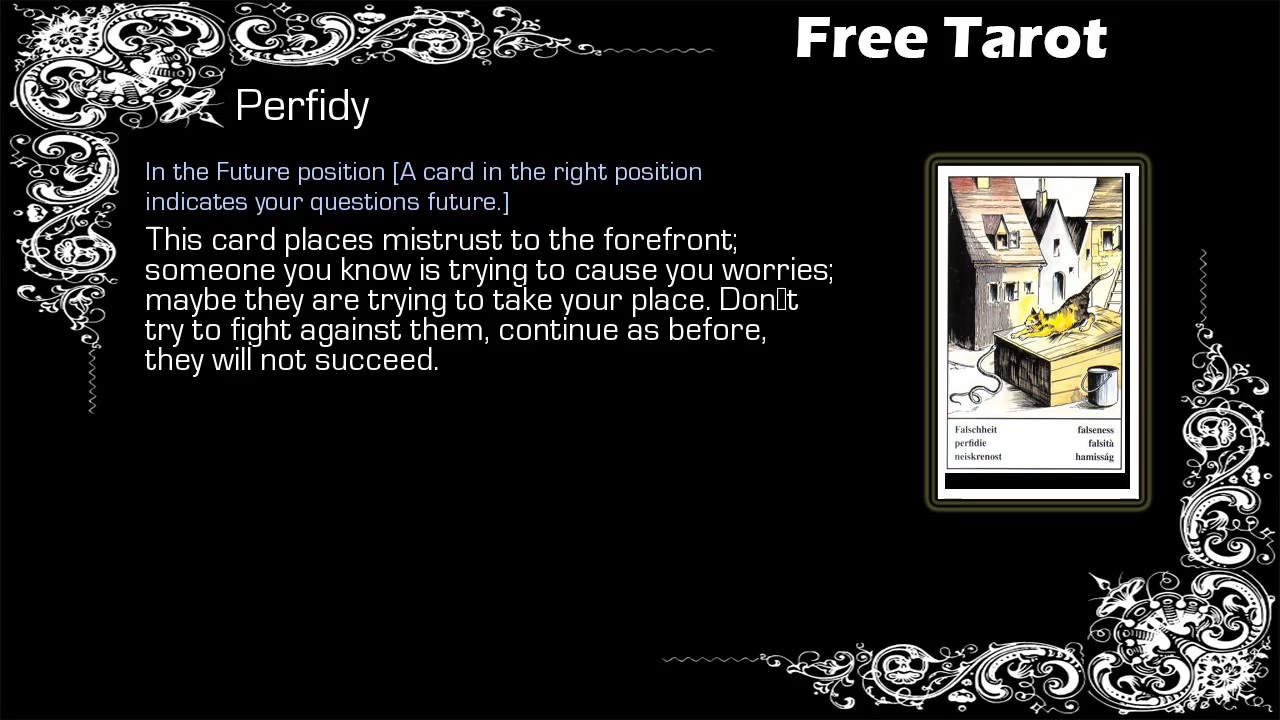 Free Tarot
Perfidy
In the Future position [A card in the right position
indicates your questions future.]
This card places mistrust to the forefront;
someone you know is trying to cause you worries;
maybe they are trying to take your place. Don▯t
try to fight against them, continue as before,
they will not succeed.
Falschheit falseness
perfidie falsità
neiskrenost hamisság